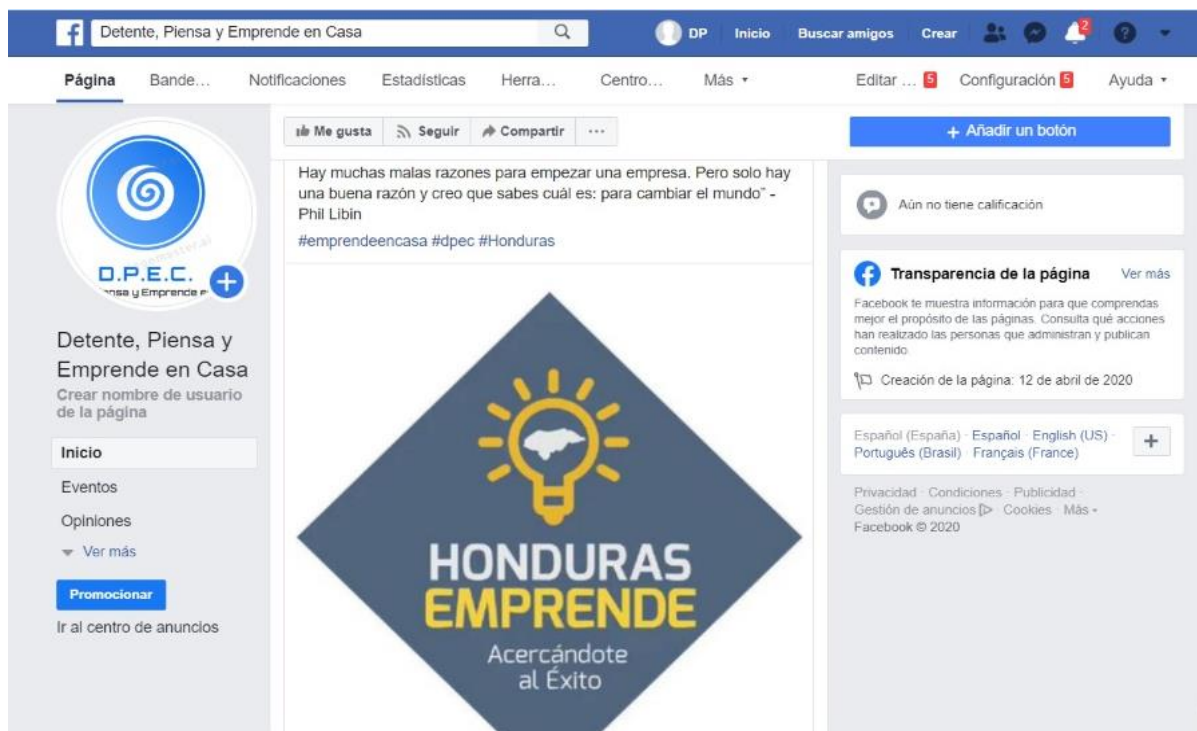 Detente, Piensa y Emprende en Casa
DP Inicio Buscar amigos Crear 2
Página Bande... Notificaciones Estadísticas Herra... Centro... Más Editar ... 5 Configuración 5 Ayuda
Me gusta Seguir Compartir ...
+ Añadir un botón
D.P.E.C.
y Emprende
Detente, Piensa y
Emprende en Casa
Crear nombre de usuario
de la página
Inicio
Eventos
Opiniones
Ver más
Promocionar
Ir al centro de anuncios
Hay muchas malas razones para empezar una empresa. Pero solo hay
una buena razón y creo que sabes cuál es: para cambiar el mundo" -
Phil Libin
#emprendeencasa #dpec #Honduras
HONDURAS
EMPRENDE
Acercándote
al Éxito
Aún no tiene calificación
Transparencia de la página Ver más
Facebook te muestra información para que comprendas
mejor el propósito de las páginas. Consulta qué acciones
han realizado las personas que administran y publican
contenido.
Creación de la página: 12 de abril de 2020
Español (España) · Español · English (US) ·
Português (Brasil) · Français (France)
Privacidad · Condiciones · Publicidad ·
Gestión de anuncios · Cookies · Más
Facebook © 2020